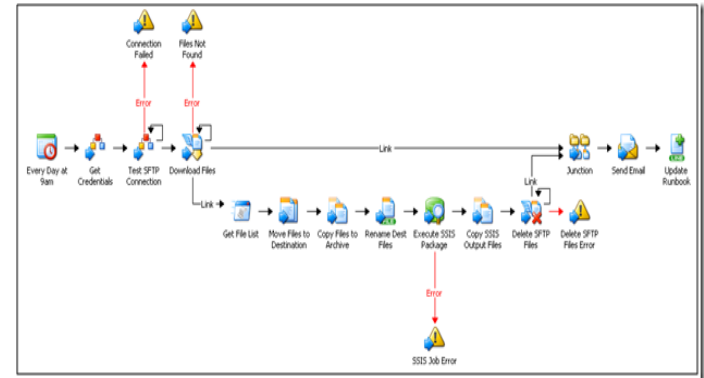 Connection
Failed
Files Not
Found
Error
Error
Every Day at
9am
Get
Credentials
Test SFTP
Connection
Download Files
Link
Junction
Send Email
Update
Runbook
Link
Link
Get File List
Move Files to
Destination
Copy Files to
Archive
Rename Dest
Files
Execute SSIS
Package
Copy SSIS
Output Files
Delete SFTP
Files
Error
Delete SFTP
Files Error
Error
SSIS Job Error